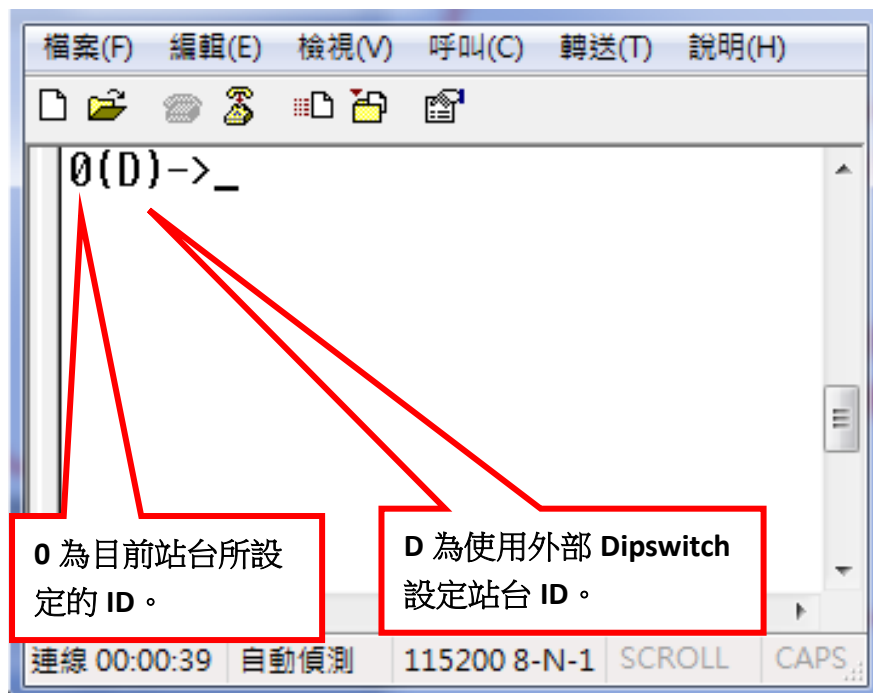 檔案(F) 編輯(E) 檢視(V) 呼叫(C) 轉送(T) 說明(H)
0(D)->_
0 為目前站台所設
定的 ID。
D 為使用外部 Dipswitch
設定站台 ID。
連線 00:00:39 自動偵測 115200 8-N-1 SCROLL CAPS